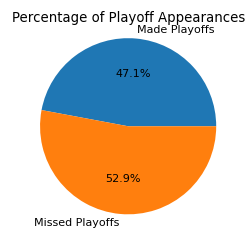 Percentage of Playoff Appearances
Made Playoffs
47.1%
52.9%
Missed Playoffs